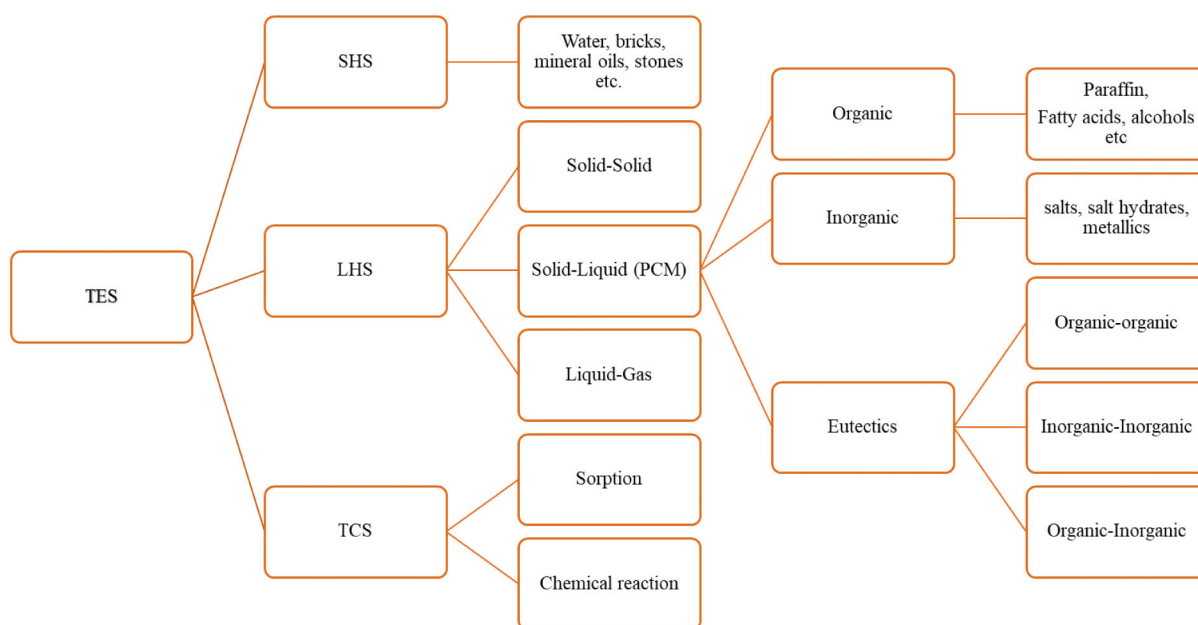 TES
SHS
Water, bricks,
mineral oils, stones
etc.
LHS
Solid-Solid
Solid-Liquid (PCM)
Organic
Paraffin,
Fatty acids, alcohols
etc
Inorganic
salts, salt hydrates,
metallics
Eutectics
Organic-organic
Inorganic-Inorganic
Organic-Inorganic
Liquid-Gas
TCS
Sorption
Chemical reaction